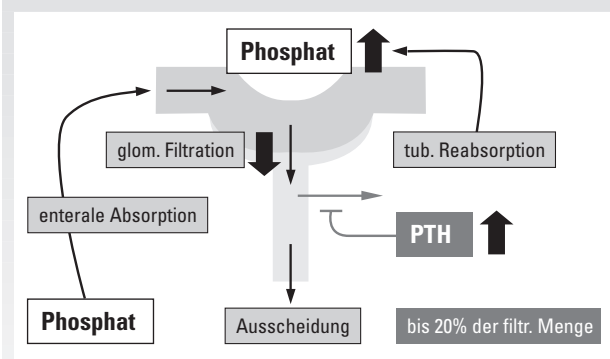 Phosphat
glom. Filtration
tub. Reabsorption
enterale Absorption
PTH
Phosphat
Ausscheidung
bis 20% der filtr. Menge